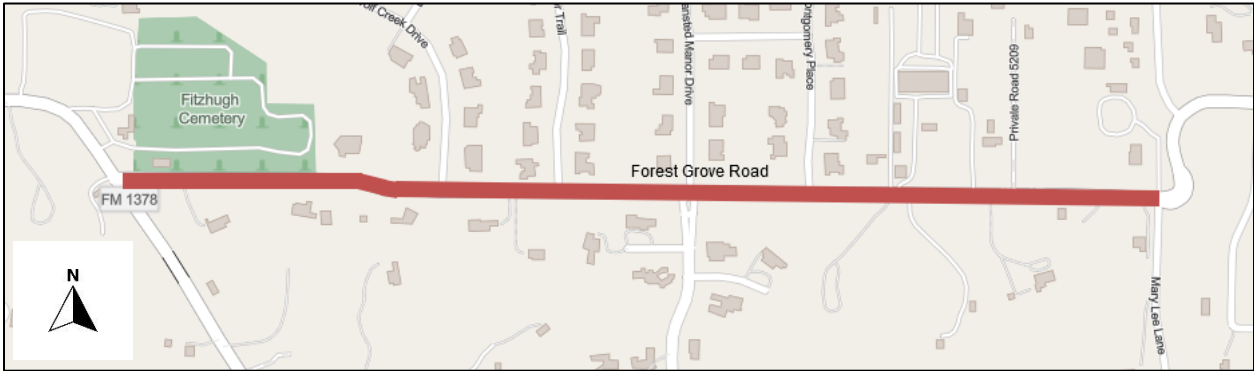 Creek Drive
Trail
Manor Drive
Place
Private Road 5209
Fitzhugh
Cemetery
Forest Grove Road
FM 1378
N
Mary Lee Lane